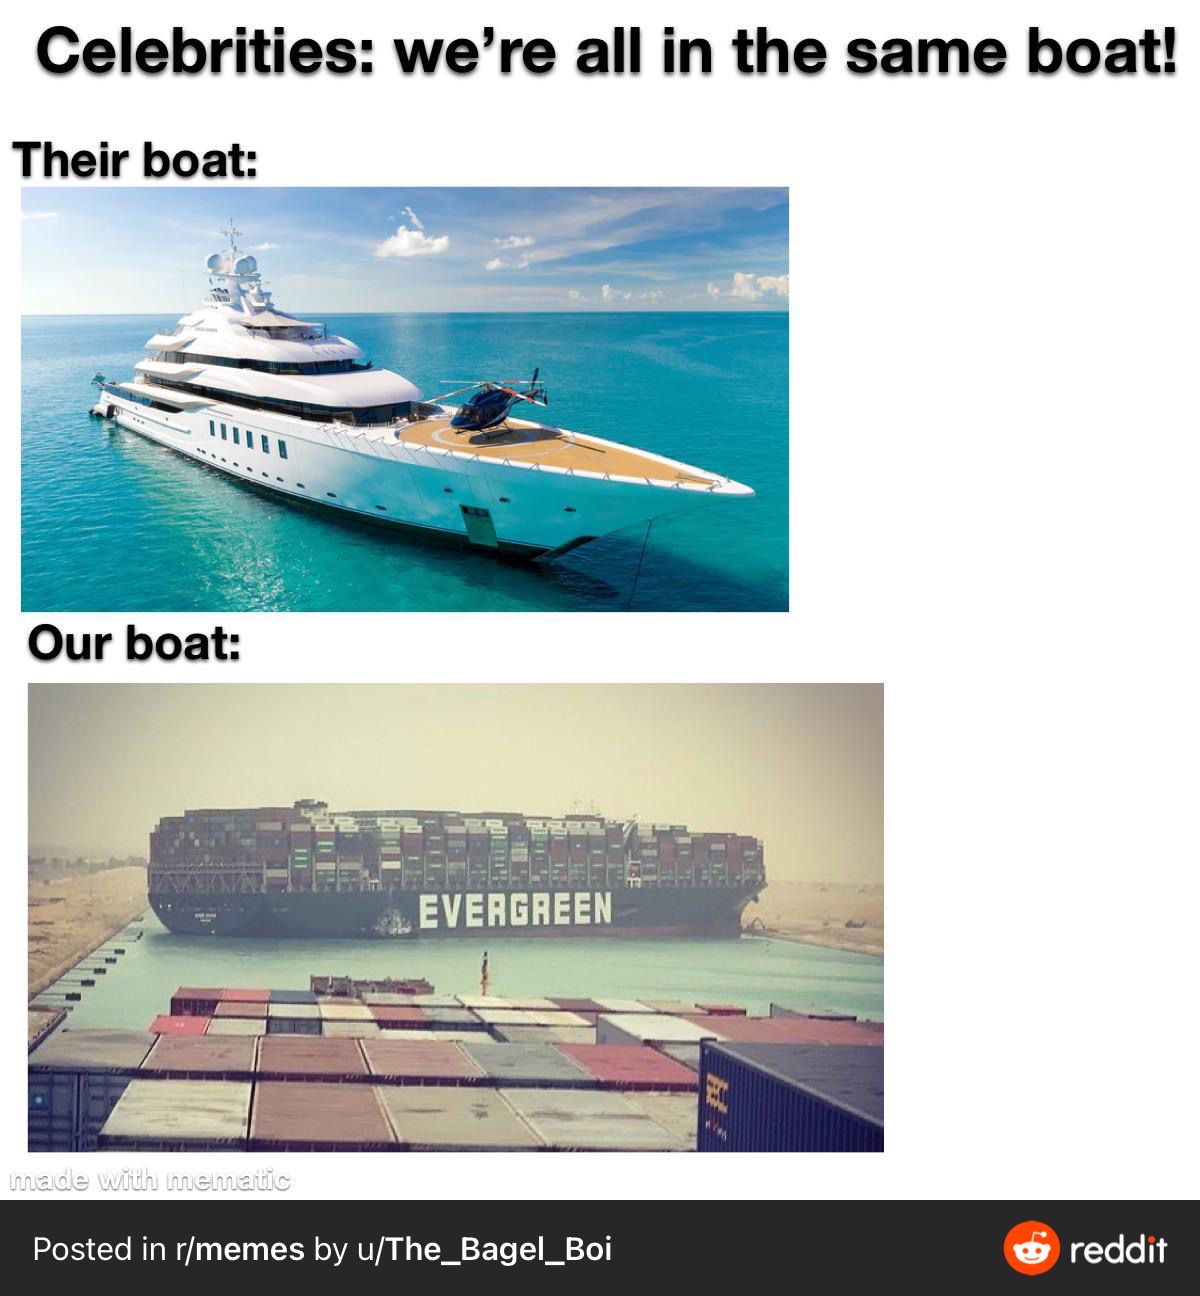 Celebrities: we’re all in the same boat!
Their boat:
Our boat:
EVERGREEN
made with mematic
Posted in r/memes by u/The_Bagel_Boi
reddit